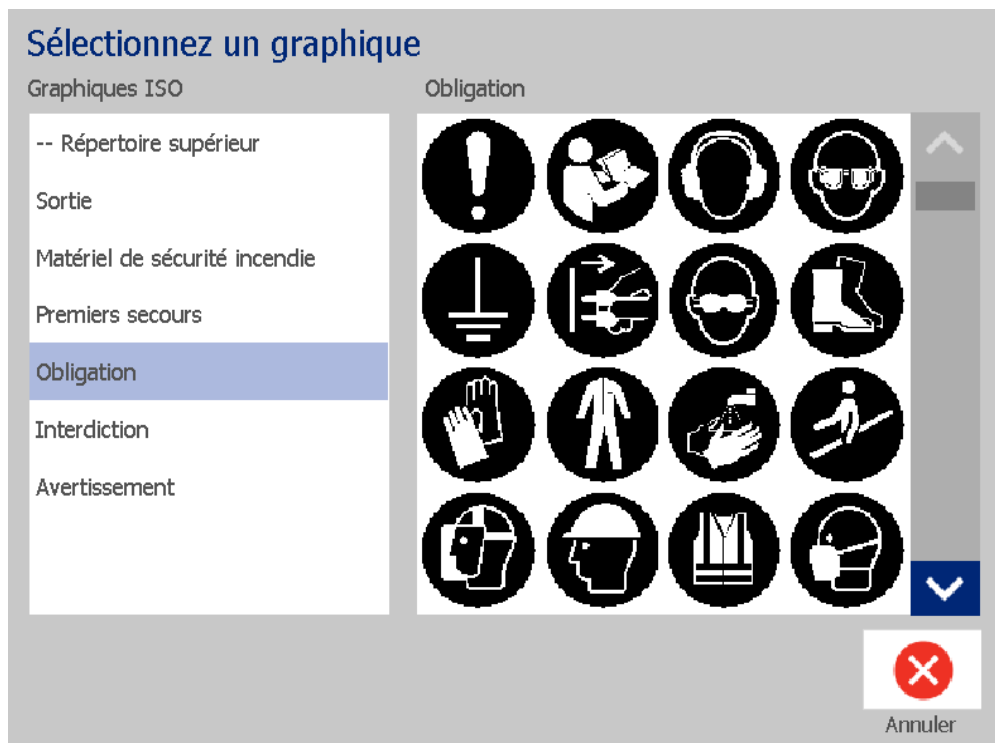 Sélectionnez un graphique
Graphiques ISO
Obligation
-- Répertoire supérieur
Sortie
Matériel de sécurité incendie
Premiers secours
Obligation
Interdiction
Avertissement
Annuler